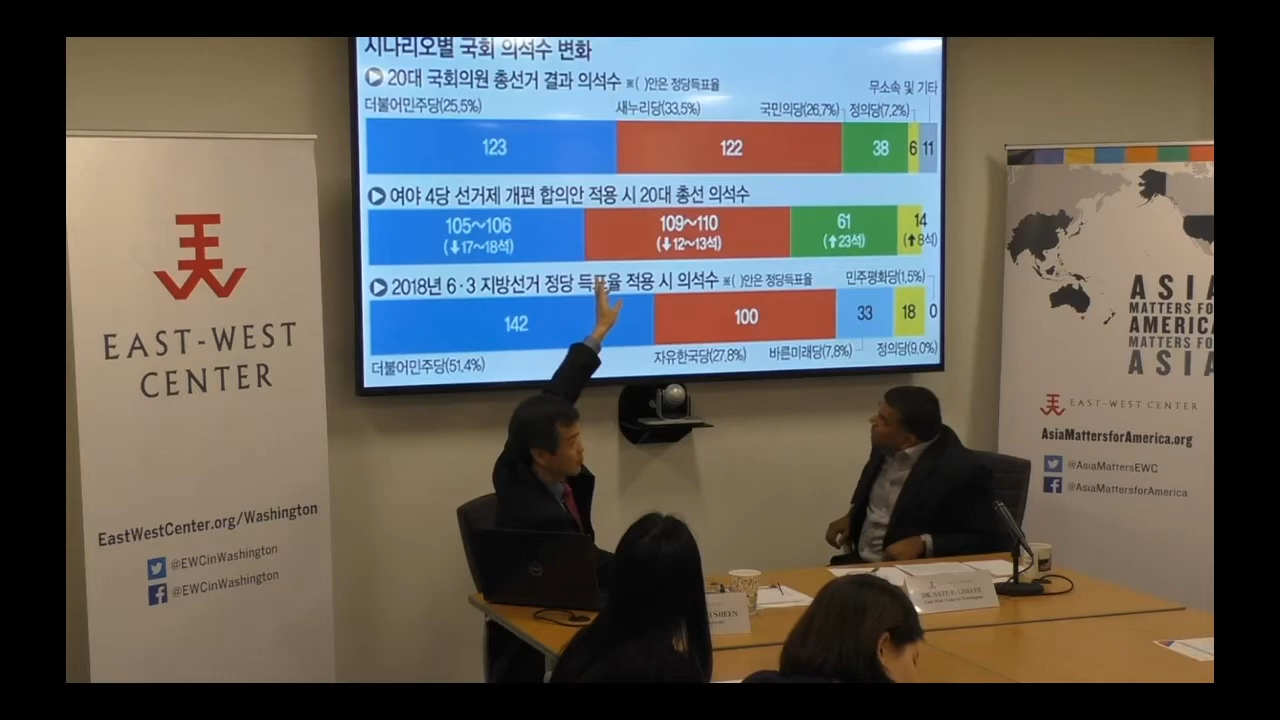 시나리오별 국회 의석수 변화
20대 국회의원 총선거 결과 의석수 ※( )안은 정당득표율
무소속 및 기타
더불어민주당(25.5%) 새누리당(33.5%) 국민의당(26.7%) 정의당(7.2%)
123 122 38 6 11
여야 4당 선거제 개편 합의안 적용 시 20대 총선 의석수
105~106 109~110 61 14
(↓17~18석) (↓12~13석) (↑23석) (↑8석)
2018년 6·3 지방선거 정당 득표율 적용 시 의석수 ※( )안은 정당득표율 민주평화당(1.5%)
142 100 33 18 0
더불어민주당(51.4%) 자유한국당(27.8%) 바른미래당(7.8%) 정의당(9.0%)
EAST-WEST
CENTER
EastWestCenter.org/Washington
@EWCinWashington
@EWCinWashington
ASIA
MATTERS FO
AMERICA
MATTERS FO
ASIA
EAST-WEST CENTER
AsiaMattersforAmerica.org
@AsiaMattersEWC
@AsiaMattersforAmerica
DELL
SHEEN